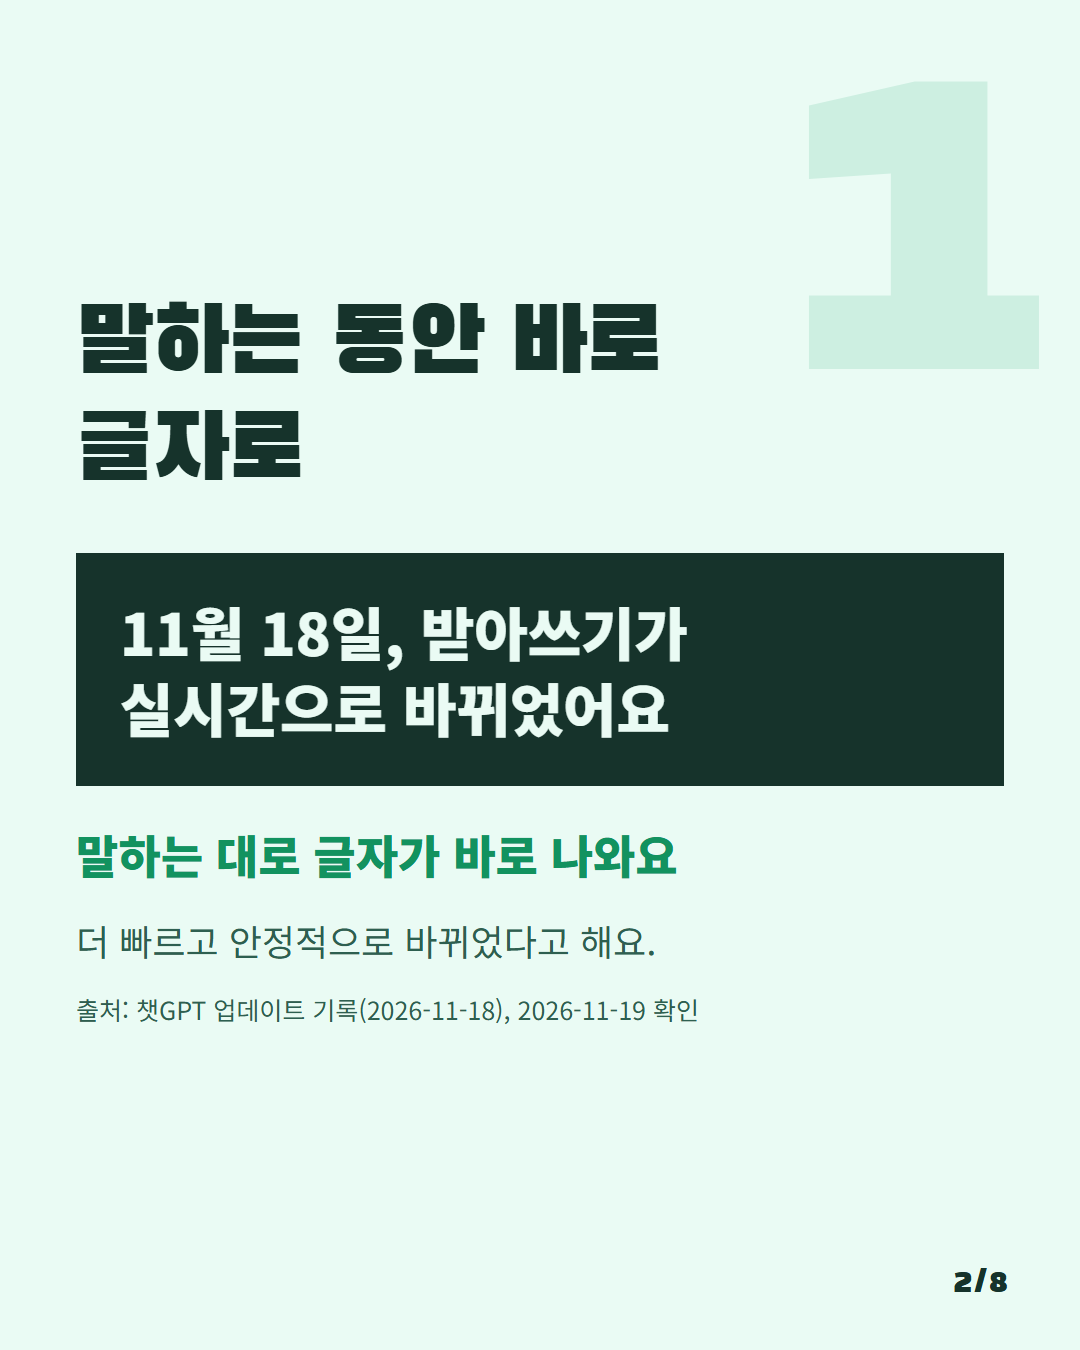 1
말하는 동안 바로
글자로
11월 18일, 받아쓰기가
실시간으로 바뀌었어요
말하는 대로 글자가 바로 나와요
더 빠르고 안정적으로 바뀌었다고 해요.
출처: 챗GPT 업데이트 기록(2026-11-18), 2026-11-19 확인
2/8